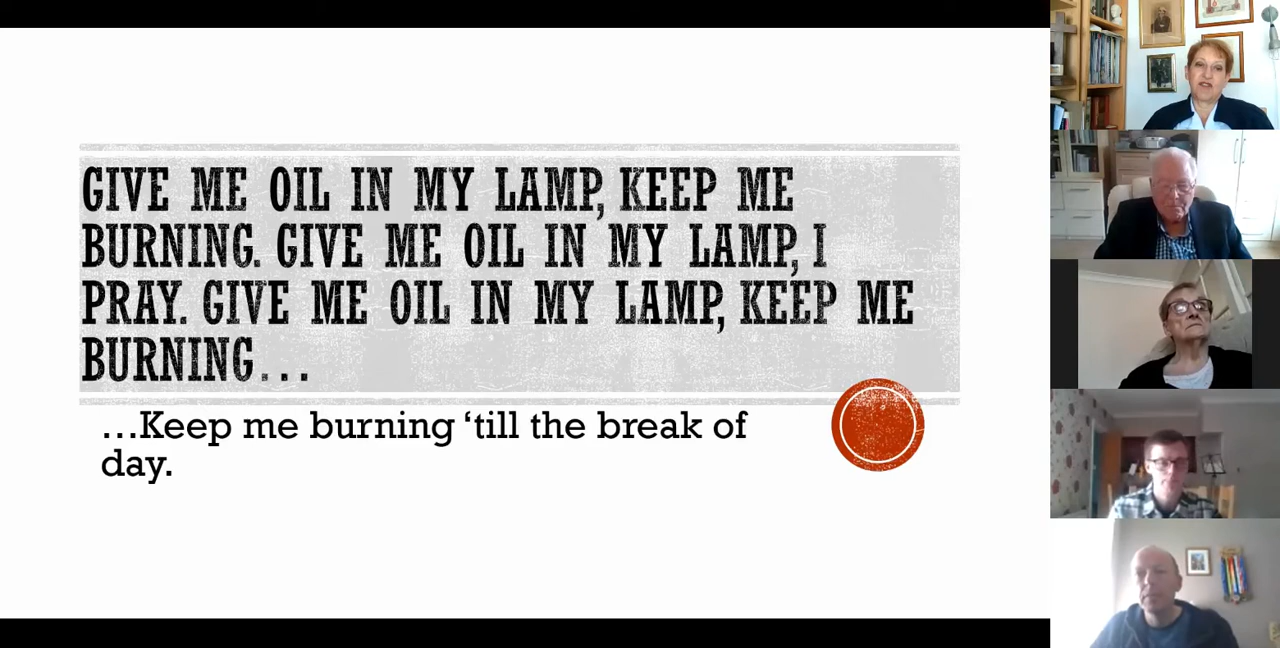 GIVE ME OIL IN MY LAMP, KEEP ME
BURNING. GIVE ME OIL IN MY LAMP, I
PRAY. GIVE ME OIL IN MY LAMP, KEEP ME
BURNING...
...Keep me burning ‘till the break of
day.